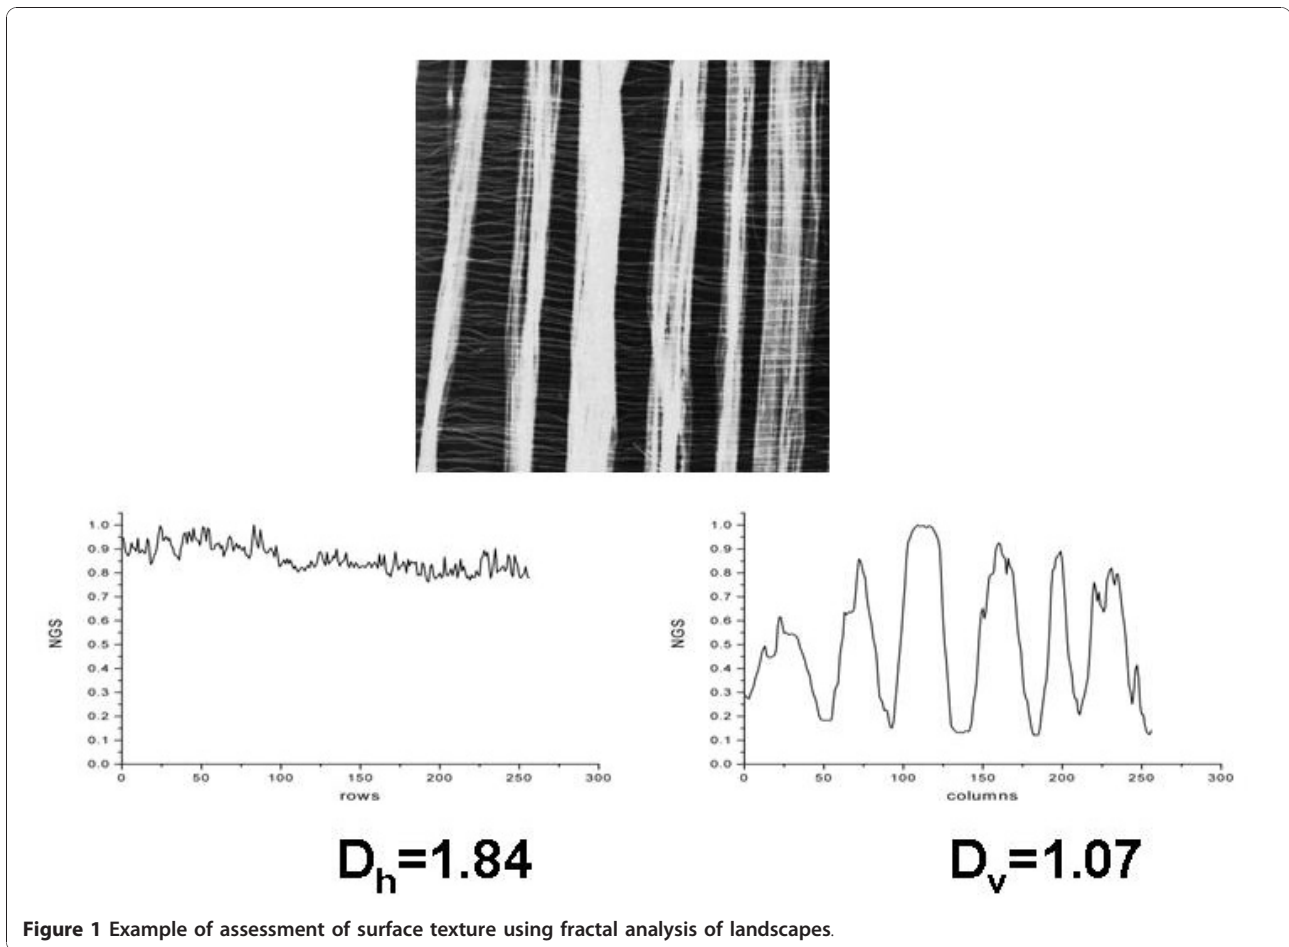 1.0
0.9
0.8
0.7
0.6
0.5
0.4
0.3
0.2
0.1
0.0
NGS
0 50 100 150 200 250 300
rows
1.0
0.9
0.8
0.7
0.6
0.5
0.4
0.3
0.2
0.1
0.0
NGS
0 50 100 150 200 250 300
columns
Dh=1.84
Dv=1.07
Figure 1 Example of assessment of surface texture using fractal analysis of landscapes.